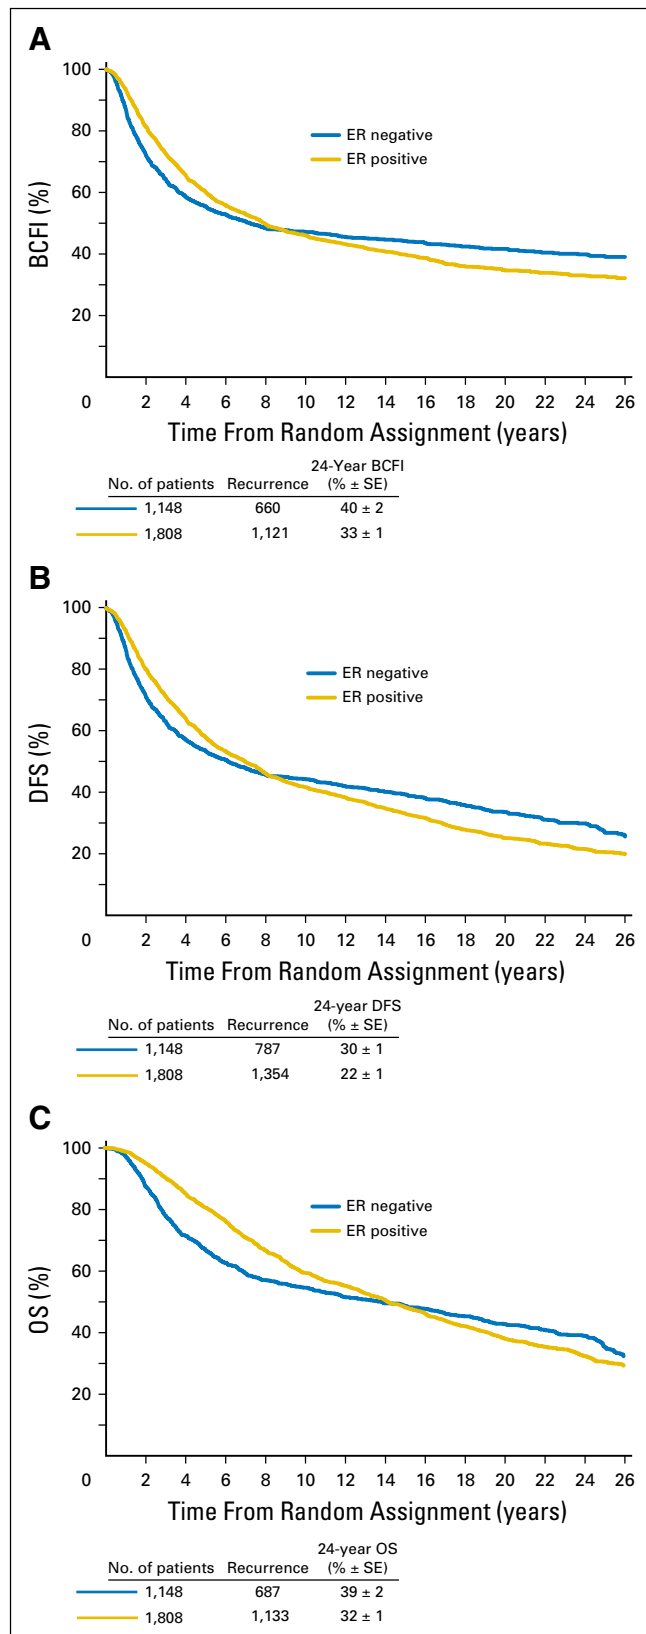 A
100
80
60
40
20
BCFI (%)
ER negative
ER positive
0 2 4 6 8 10 12 14 16 18 20 22 24 26
Time From Random Assignment (years)
24-Year BCFI
No. of patients Recurrence (% ± SE)
1,148 660 40 ± 2
1,808 1,121 33 ± 1
B
100
80
60
40
20
DFS (%)
ER negative
ER positive
0 2 4 6 8 10 12 14 16 18 20 22 24 26
Time From Random Assignment (years)
24-year DFS
No. of patients Recurrence (% ± SE)
1,148 787 30 ± 1
1,808 1,354 22 ± 1
C
100
80
60
40
20
OS (%)
ER negative
ER positive
0 2 4 6 8 10 12 14 16 18 20 22 24 26
Time From Random Assignment (years)
24-year OS
No. of patients Recurrence (% ± SE)
1,148 687 39 ± 2
1,808 1,133 32 ± 1